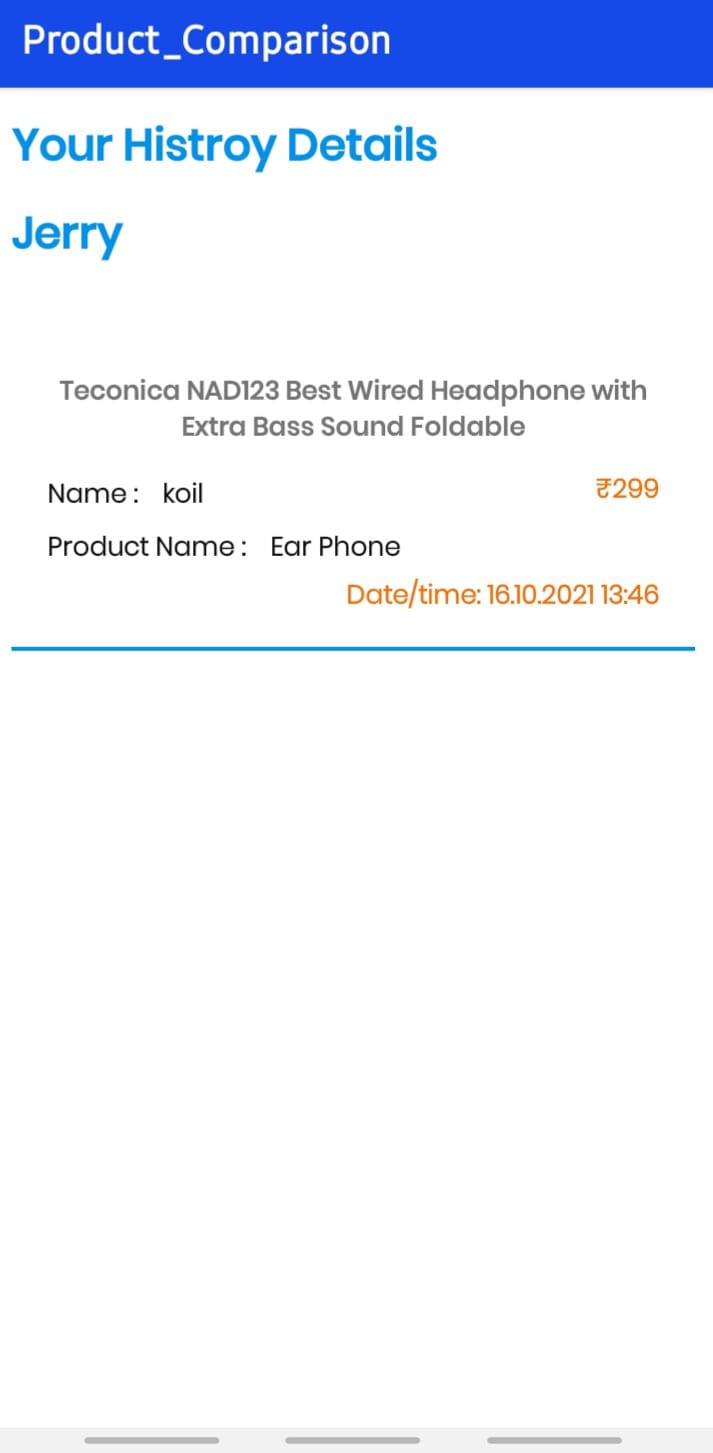 Product_Comparison
Your Histroy Details
Jerry
Teconica NAD123 Best Wired Headphone with
Extra Bass Sound Foldable
Name : koil
₹299
Product Name : Ear Phone
Date/time: 16.10.2021 13:46